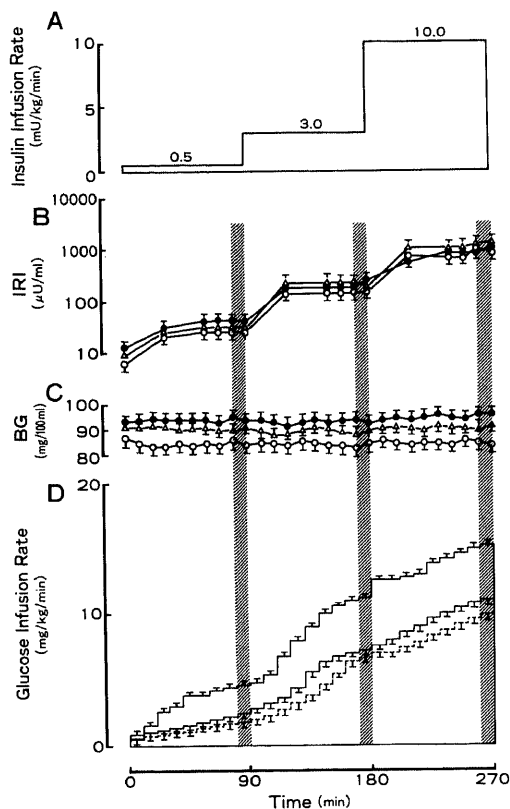 A
Insulin Infusion Rate
(mU/kg/min)
10
5
0
0.5
3.0
10.0
B
IRI
(μU/ml)
10000
1000
100
10
C
BG
(mg/100ml)
100
90
80
D
Glucose Infusion Rate
(mg/kg/min)
20
10
0
0
90
180
270
Time (min)